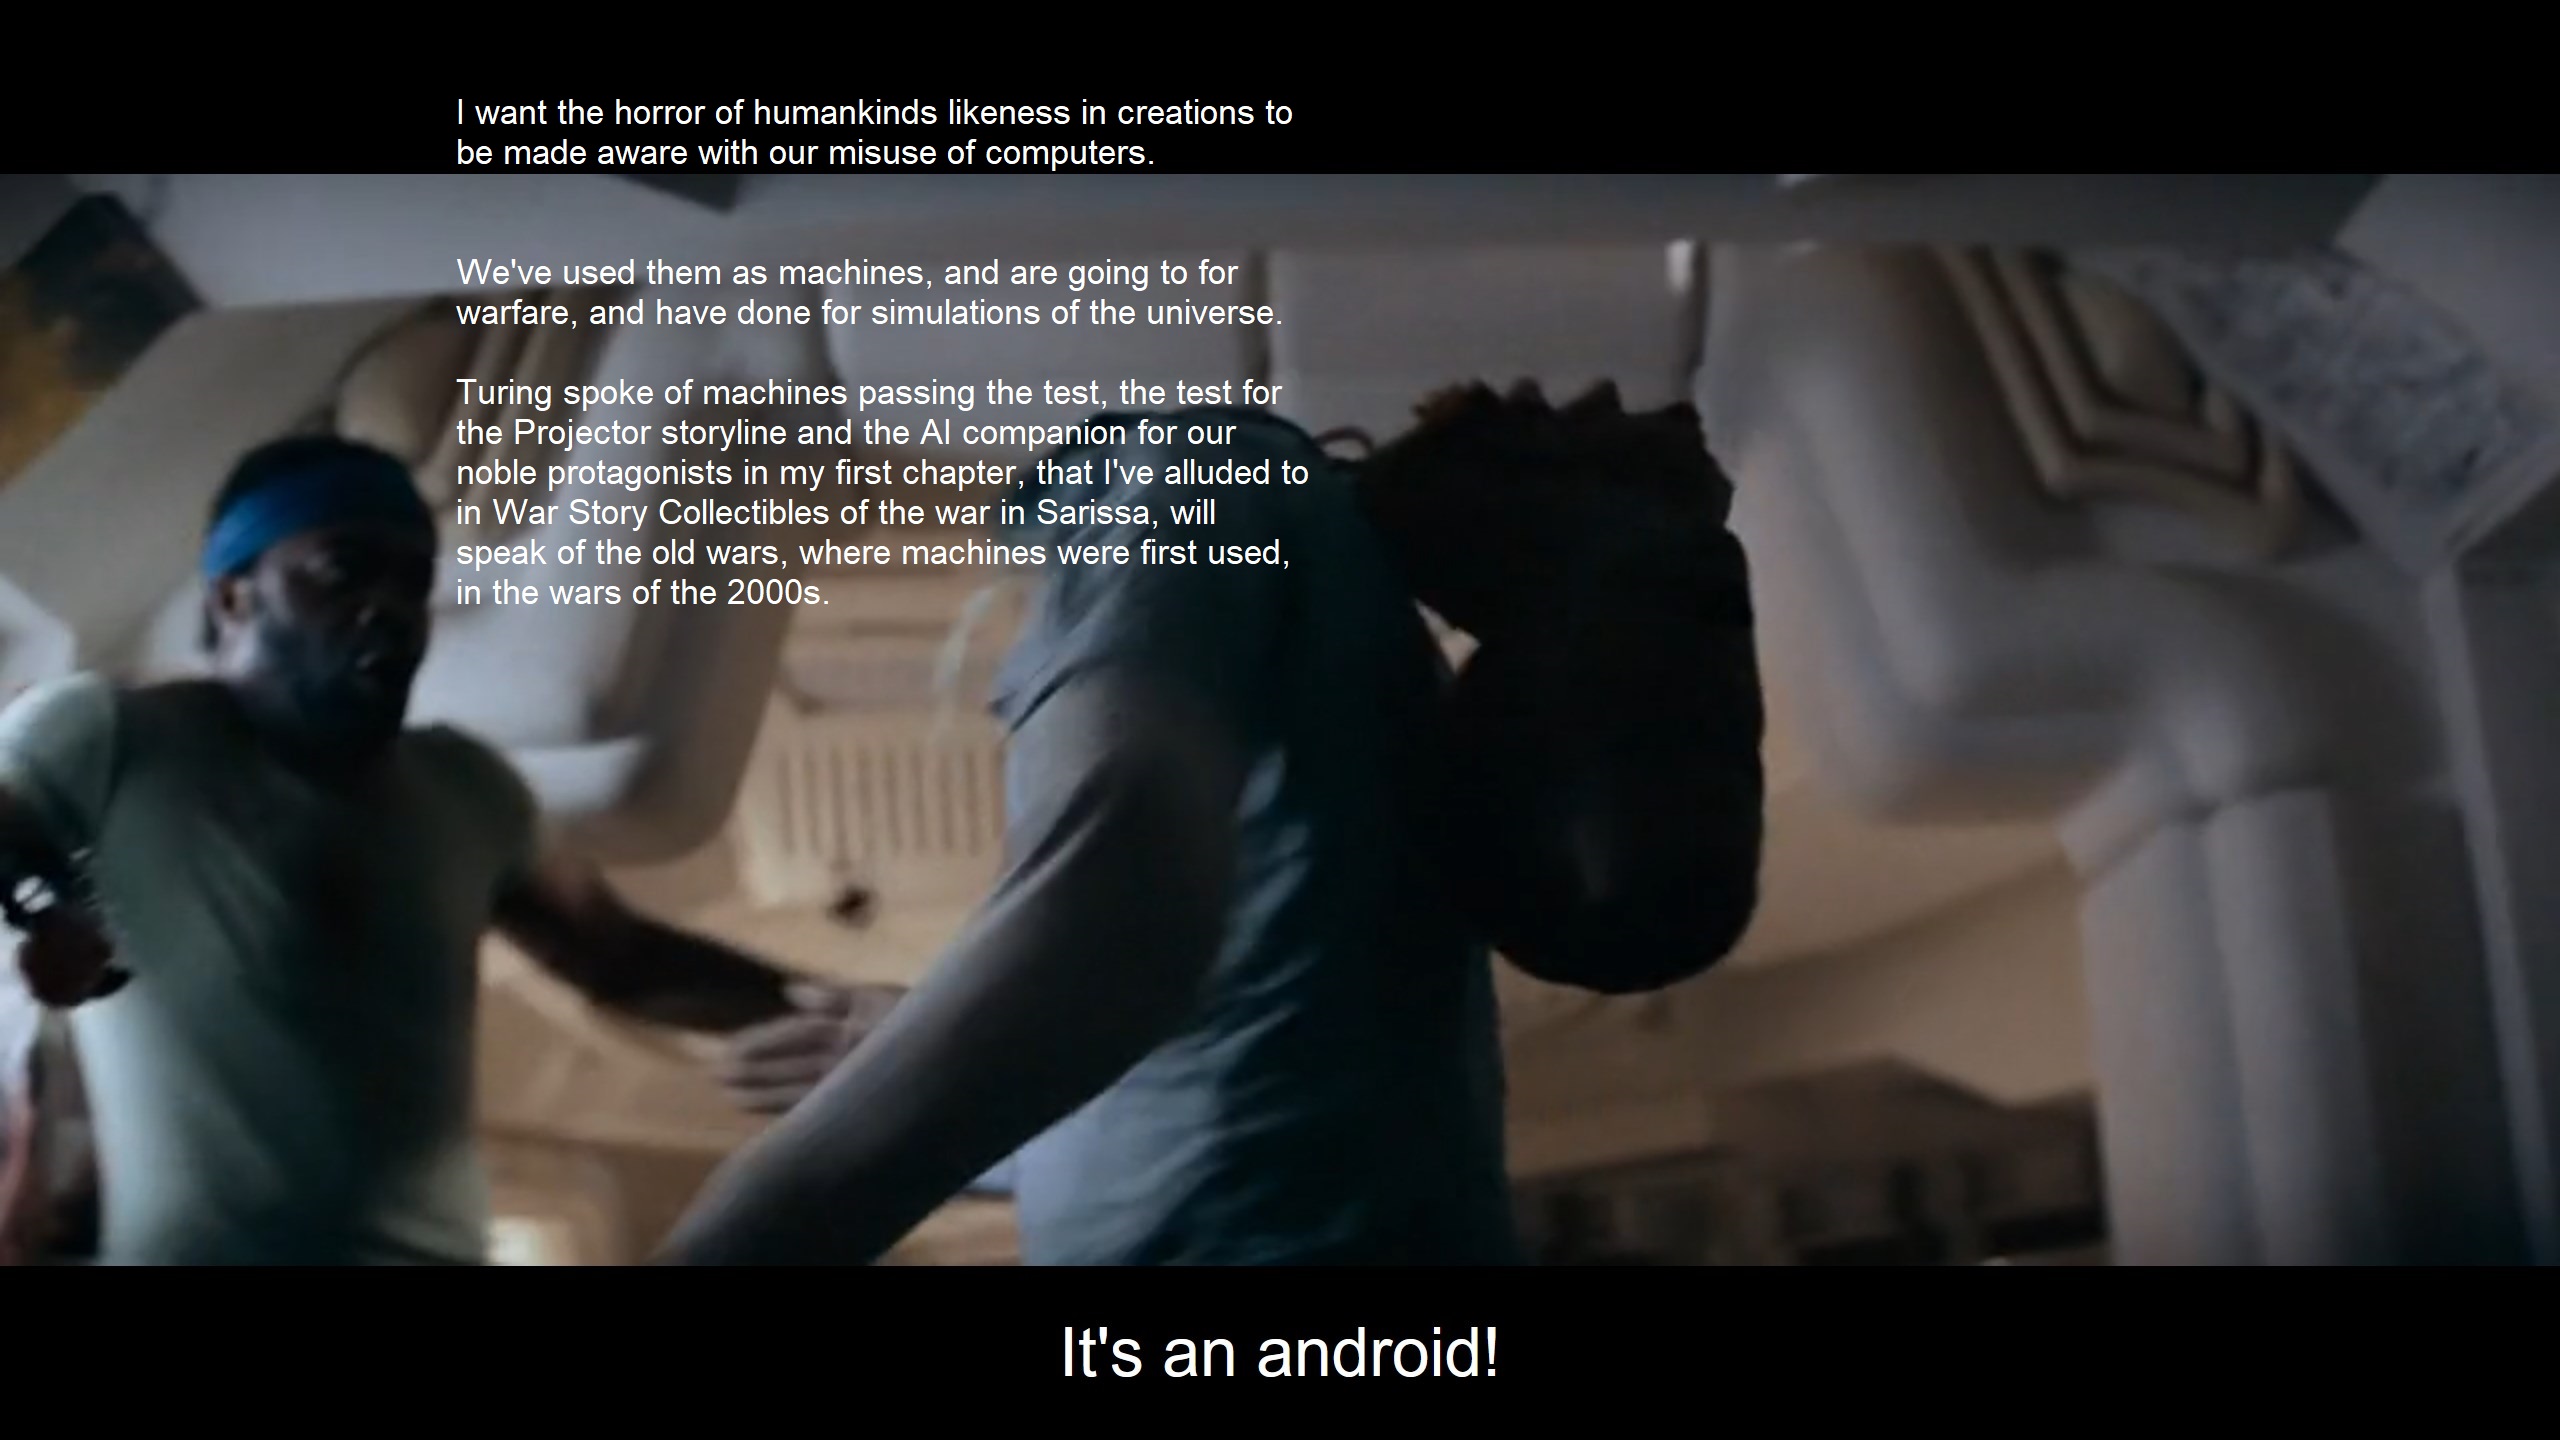 I want the horror of humankinds likeness in creations to
be made aware with our misuse of computers.
We've used them as machines, and are going to for
warfare, and have done for simulations of the universe.
Turing spoke of machines passing the test, the test for
the Projector storyline and the AI companion for our
noble protagonists in my first chapter, that I've alluded to
in War Story Collectibles of the war in Sarissa, will
speak of the old wars, where machines were first used,
in the wars of the 2000s.
It's an android!